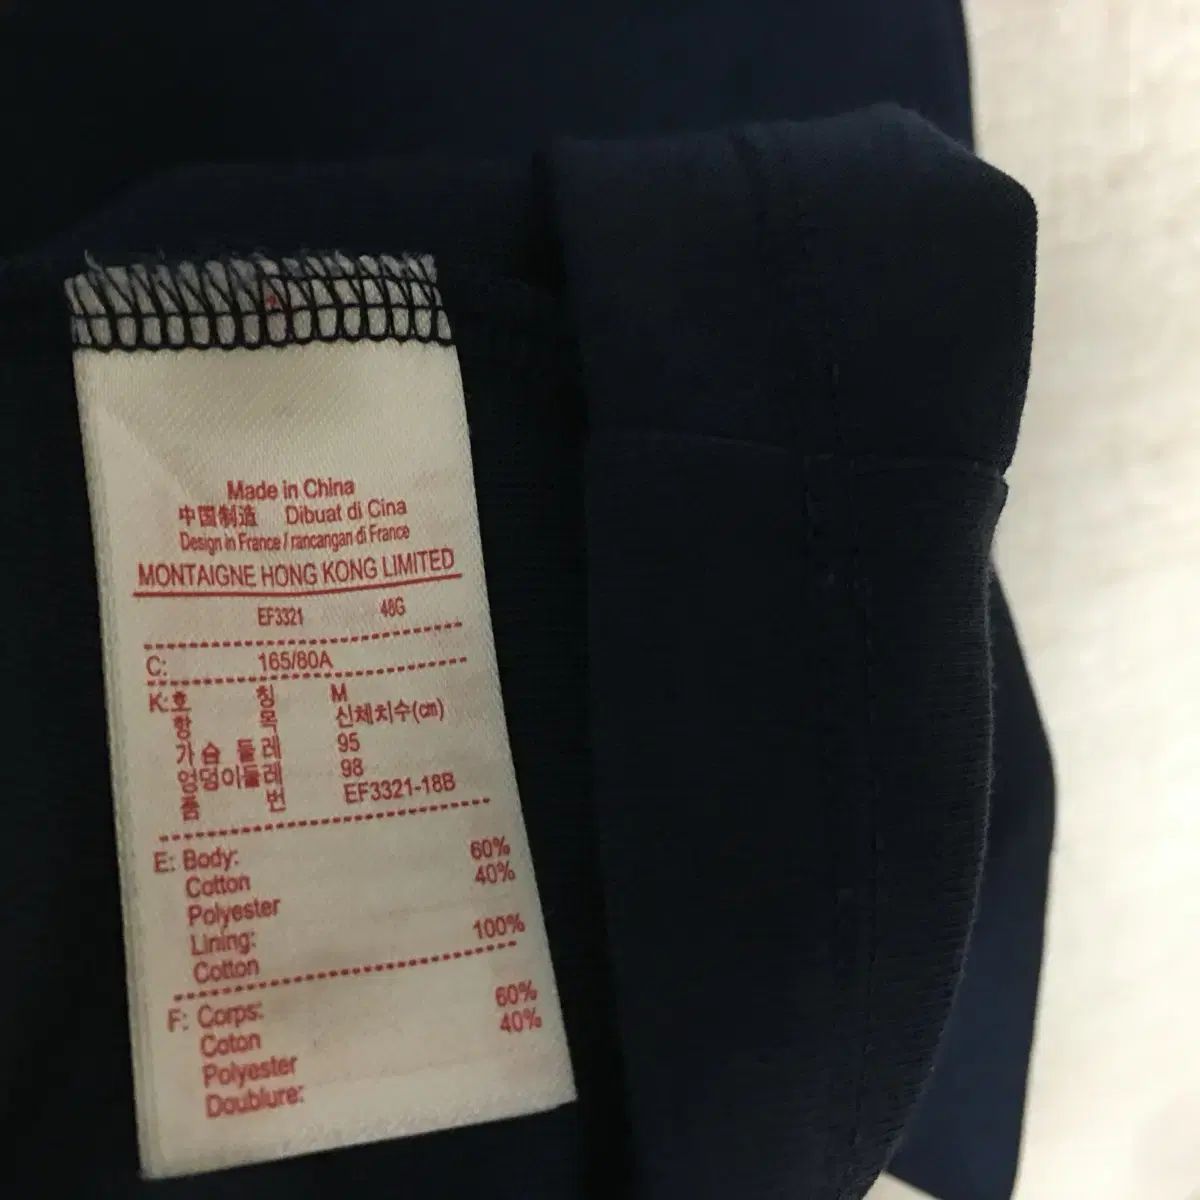 Made in China
中国制造 Dibuat di Cina
Design in France / rancangan di France
MONTAIGNE HONG KONG LIMITED
EF3321 48G
C: 165/80A
K: 호 칭 M
항 목 신체치수(cm)
가슴 둘레 95
엉덩이둘레 98
품 번 EF3321-18B
E: Body: 60%
Cotton 40%
Polyester
Lining: 100%
Cotton
F: Corps: 60%
Coton 40%
Polyester
Doublure: